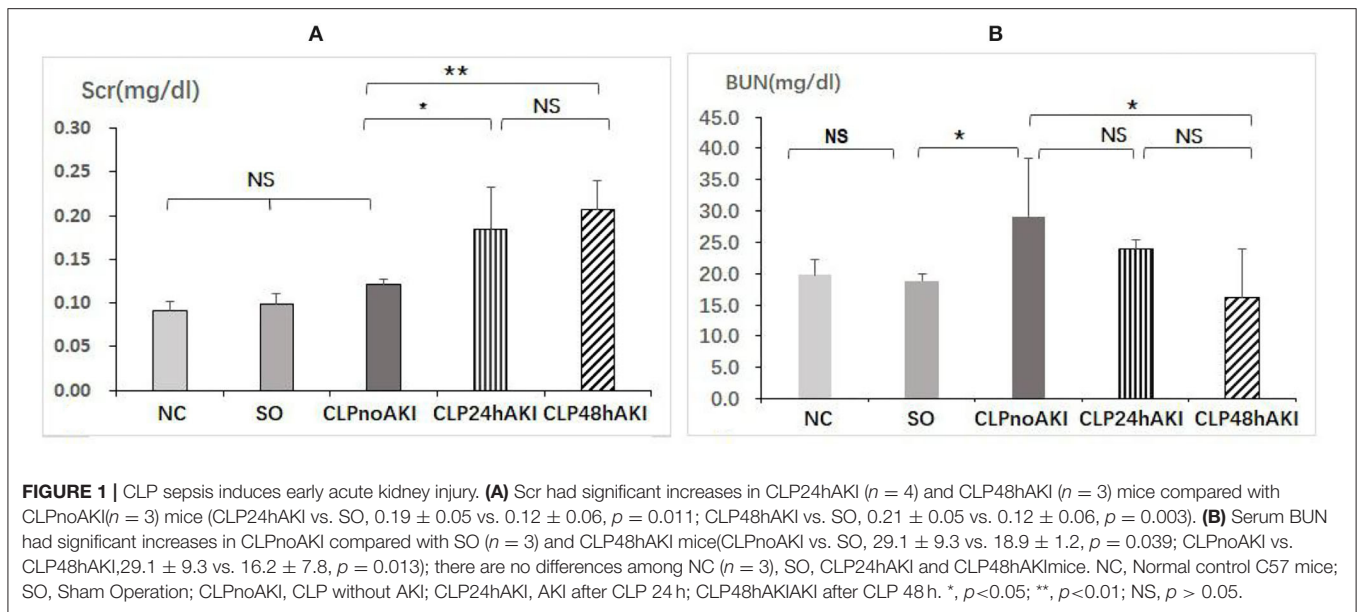 A
Scr(mg/dl)
**
*
NS
NS
0.30
0.25
0.20
0.15
0.10
0.05
0.00
NC SO CLPnoAKI CLP24hAKI CLP48hAKI
B
BUN(mg/dl)
*
NS
*
NS
NS
45.0
40.0
35.0
30.0
25.0
20.0
15.0
10.0
5.0
0.0
NC SO CLPnoAKI CLP24hAKI CLP48hAKI
FIGURE 1 | CLP sepsis induces early acute kidney injury. (A) Scr had significant increases in CLP24hAKI (n = 4) and CLP48hAKI (n = 3) mice compared with
CLPnoAKI(n = 3) mice (CLP24hAKI vs. SO, 0.19 ± 0.05 vs. 0.12 ± 0.06, p = 0.011; CLP48hAKI vs. SO, 0.21 ± 0.05 vs. 0.12 ± 0.06, p = 0.003). (B) Serum BUN
had significant increases in CLPnoAKI compared with SO (n = 3) and CLP48hAKI mice(CLPnoAKI vs. SO, 29.1 ± 9.3 vs. 18.9 ± 1.2, p = 0.039; CLPnoAKI vs.
CLP48hAKI,29.1 ± 9.3 vs. 16.2 ± 7.8, p = 0.013); there are no differences among NC (n = 3), SO, CLP24hAKI and CLP48hAKImice. NC, Normal control C57 mice;
SO, Sham Operation; CLPnoAKI, CLP without AKI; CLP24hAKI, AKI after CLP 24 h; CLP48hAKIAKI after CLP 48 h. *, p<0.05; **, p<0.01; NS, p > 0.05.